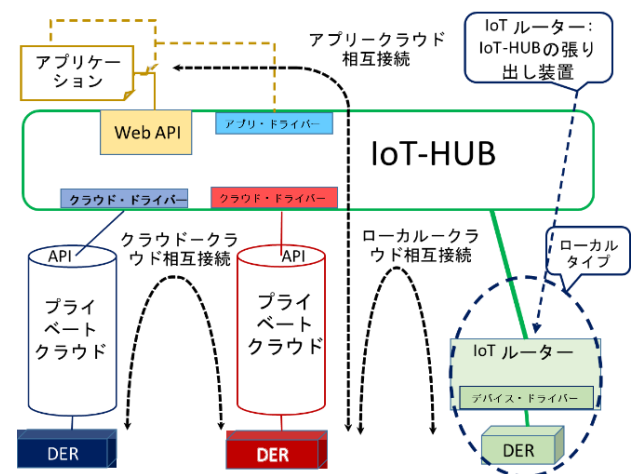 アプリケー
ション
アプリークラウド
相互接続
IoT ルーター:
IoT-HUBの張り
出し装置
Web API
アプリ・ドライバー
IoT-HUB
クラウド・ドライバー
クラウド・ドライバー
API
クラウドークラ
ウド相互接続
API
ローカルークラ
ウド相互接続
ローカル
タイプ
プライ
ベート
クラウド
プライ
ベート
クラウド
IoT ルーター
デバイス・ドライバー
DER
DER
DER